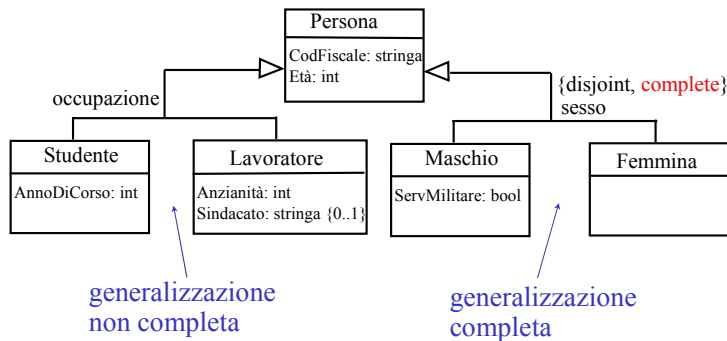 Persona
CodFiscale: stringa
Età: int
occupazione
{disjoint, complete}
sesso
Studente
AnnoDiCorso: int
Lavoratore
Anzianità: int
Sindacato: stringa {0..1}
Maschio
ServMilitare: bool
Femmina
generalizzazione
non completa
generalizzazione
completa